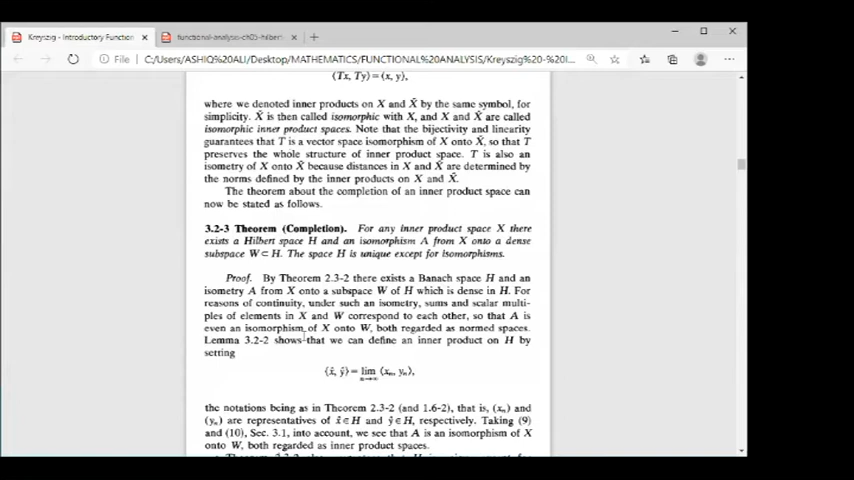 Kreyszig - Introductory Function
functional-analysis-ch05-hilbert
File
C:/Users/ASHIQ%20ALI/Desktop/MATHEMATICS/FUNCTIONAL%20ANALYSIS/Kreyszig%20-%20I...
⟨Tx, Ty⟩ = ⟨x, y⟩,
where we denoted inner products on X and X̃ by the same symbol, for
simplicity. X̃ is then called isomorphic with X, and X and X̃ are called
isomorphic inner product spaces. Note that the bijectivity and linearity
guarantees that T is a vector space isomorphism of X onto X̃, so that T
preserves the whole structure of inner product space. T is also an
isometry of X onto X̃ because distances in X and X̃ are determined by
the norms defined by the inner products on X and X̃.
The theorem about the completion of an inner product space can
now be stated as follows.
3.2-3 Theorem (Completion). For any inner product space X there
exists a Hilbert space H and an isomorphism A from X onto a dense
subspace W ⊂ H. The space H is unique except for isomorphisms.
Proof. By Theorem 2.3-2 there exists a Banach space H and an
isometry A from X onto a subspace W of H which is dense in H. For
reasons of continuity, under such an isometry, sums and scalar multi-
ples of elements in X and W correspond to each other, so that A is
even an isomorphism of X onto W, both regarded as normed spaces.
Lemma 3.2-2 shows that we can define an inner product on H by
setting
⟨x̂, ŷ⟩ = lim ⟨xₙ, yₙ⟩,
n→∞
the notations being as in Theorem 2.3-2 (and 1.6-2), that is, (xₙ) and
(yₙ) are representatives of x̂ ∈ H and ŷ ∈ H, respectively. Taking (9)
and (10), Sec. 3.1, into account, we see that A is an isomorphism of X
onto W, both regarded as inner product spaces.